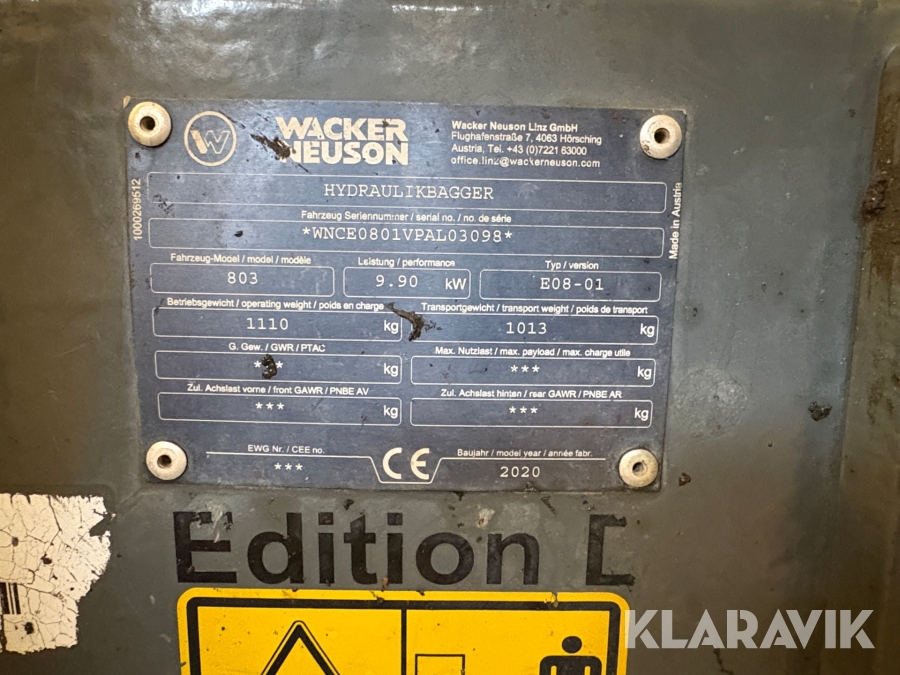 W
WACKER
NEUSON
Wacker Neuson Linz GmbH
Flughafenstraße 7, 4063 Hörsching
Austria, Tel. +43 (0)7221 63000
office.linz@wackerneuson.com
1000269512
Made in Austria
HYDRAULIKBAGGER
Fahrzeug Seriennummer / serial no. / no. de série
*WNCE0801VPAL03098*
Fahrzeug-Model / model / modèle
Leistung / performance
Typ / version
803
9.90 kW
E08-01
Betriebsgewicht / operating weight / poids en charge
Transportgewicht / transport weight / poids de transport
1110 kg
1013 kg
G. Gew. / GWR / PTAC
Max. Nutzlast / max. payload / max. charge utile
*** kg
*** kg
Zul. Achslast vorne / front GAWR / PNBE AV
Zul. Achslast hinten / rear GAWR / PNBE AR
*** kg
*** kg
EWG Nr. / CEE no.
***
CE
Baujahr / model year / année fabr.
2020
Edition
KLARAVIK